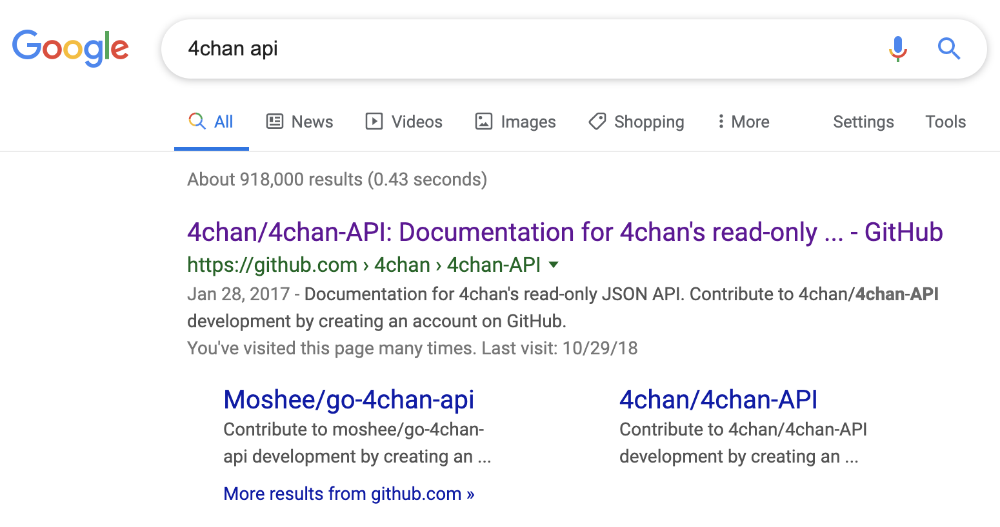 Google
4chan api
All News Videos Images Shopping More Settings Tools
About 918,000 results (0.43 seconds)
4chan/4chan-API: Documentation for 4chan's read-only ... - GitHub
https://github.com › 4chan › 4chan-API
Jan 28, 2017 - Documentation for 4chan's read-only JSON API. Contribute to 4chan/4chan-API
development by creating an account on GitHub.
You've visited this page many times. Last visit: 10/29/18
Moshee/go-4chan-api
Contribute to moshee/go-4chan-
api development by creating an ...
4chan/4chan-API
Contribute to 4chan/4chan-API
development by creating an ...
More results from github.com »